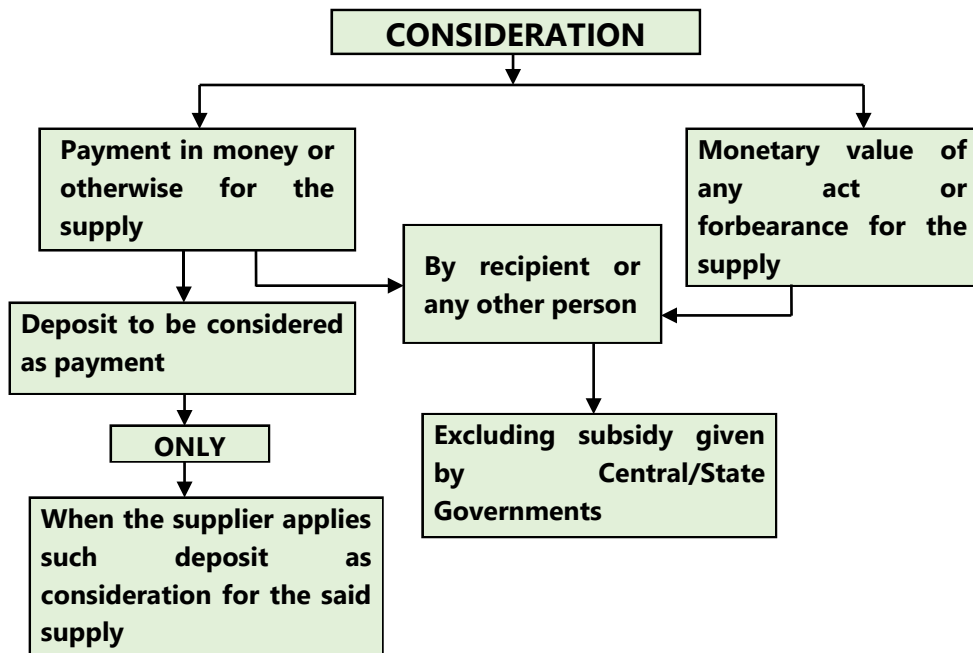 CONSIDERATION
Payment in money or
otherwise for the
supply
Monetary value of
any act or
forbearance for the
supply
By recipient or
any other person
Deposit to be considered
as payment
ONLY
When the supplier applies
such deposit as
consideration for the said
supply
Excluding subsidy given
by Central/State
Governments